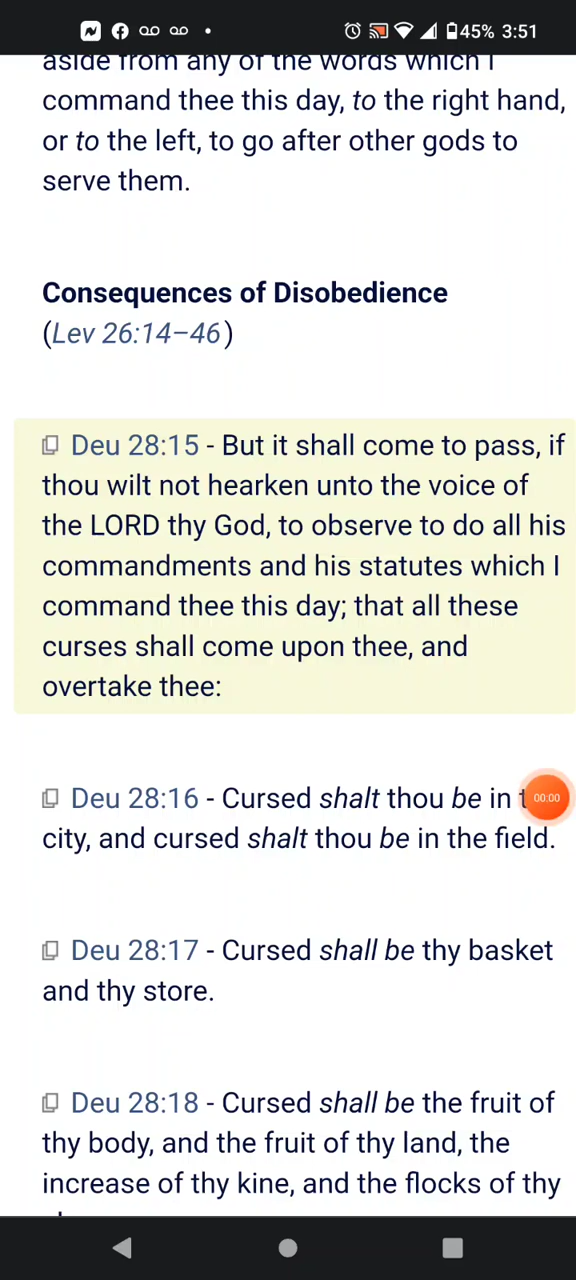 45% 3:51
aside from any of the words which I
command thee this day, to the right hand,
or to the left, to go after other gods to
serve them.
Consequences of Disobedience
(Lev 26:14–46)
Deu 28:15 - But it shall come to pass, if
thou wilt not hearken unto the voice of
the LORD thy God, to observe to do all his
commandments and his statutes which I
command thee this day; that all these
curses shall come upon thee, and
overtake thee:
Deu 28:16 - Cursed shalt thou be in
00:00
city, and cursed shalt thou be in the field.
Deu 28:17 - Cursed shall be thy basket
and thy store.
Deu 28:18 - Cursed shall be the fruit of
thy body, and the fruit of thy land, the
increase of thy kine, and the flocks of thy